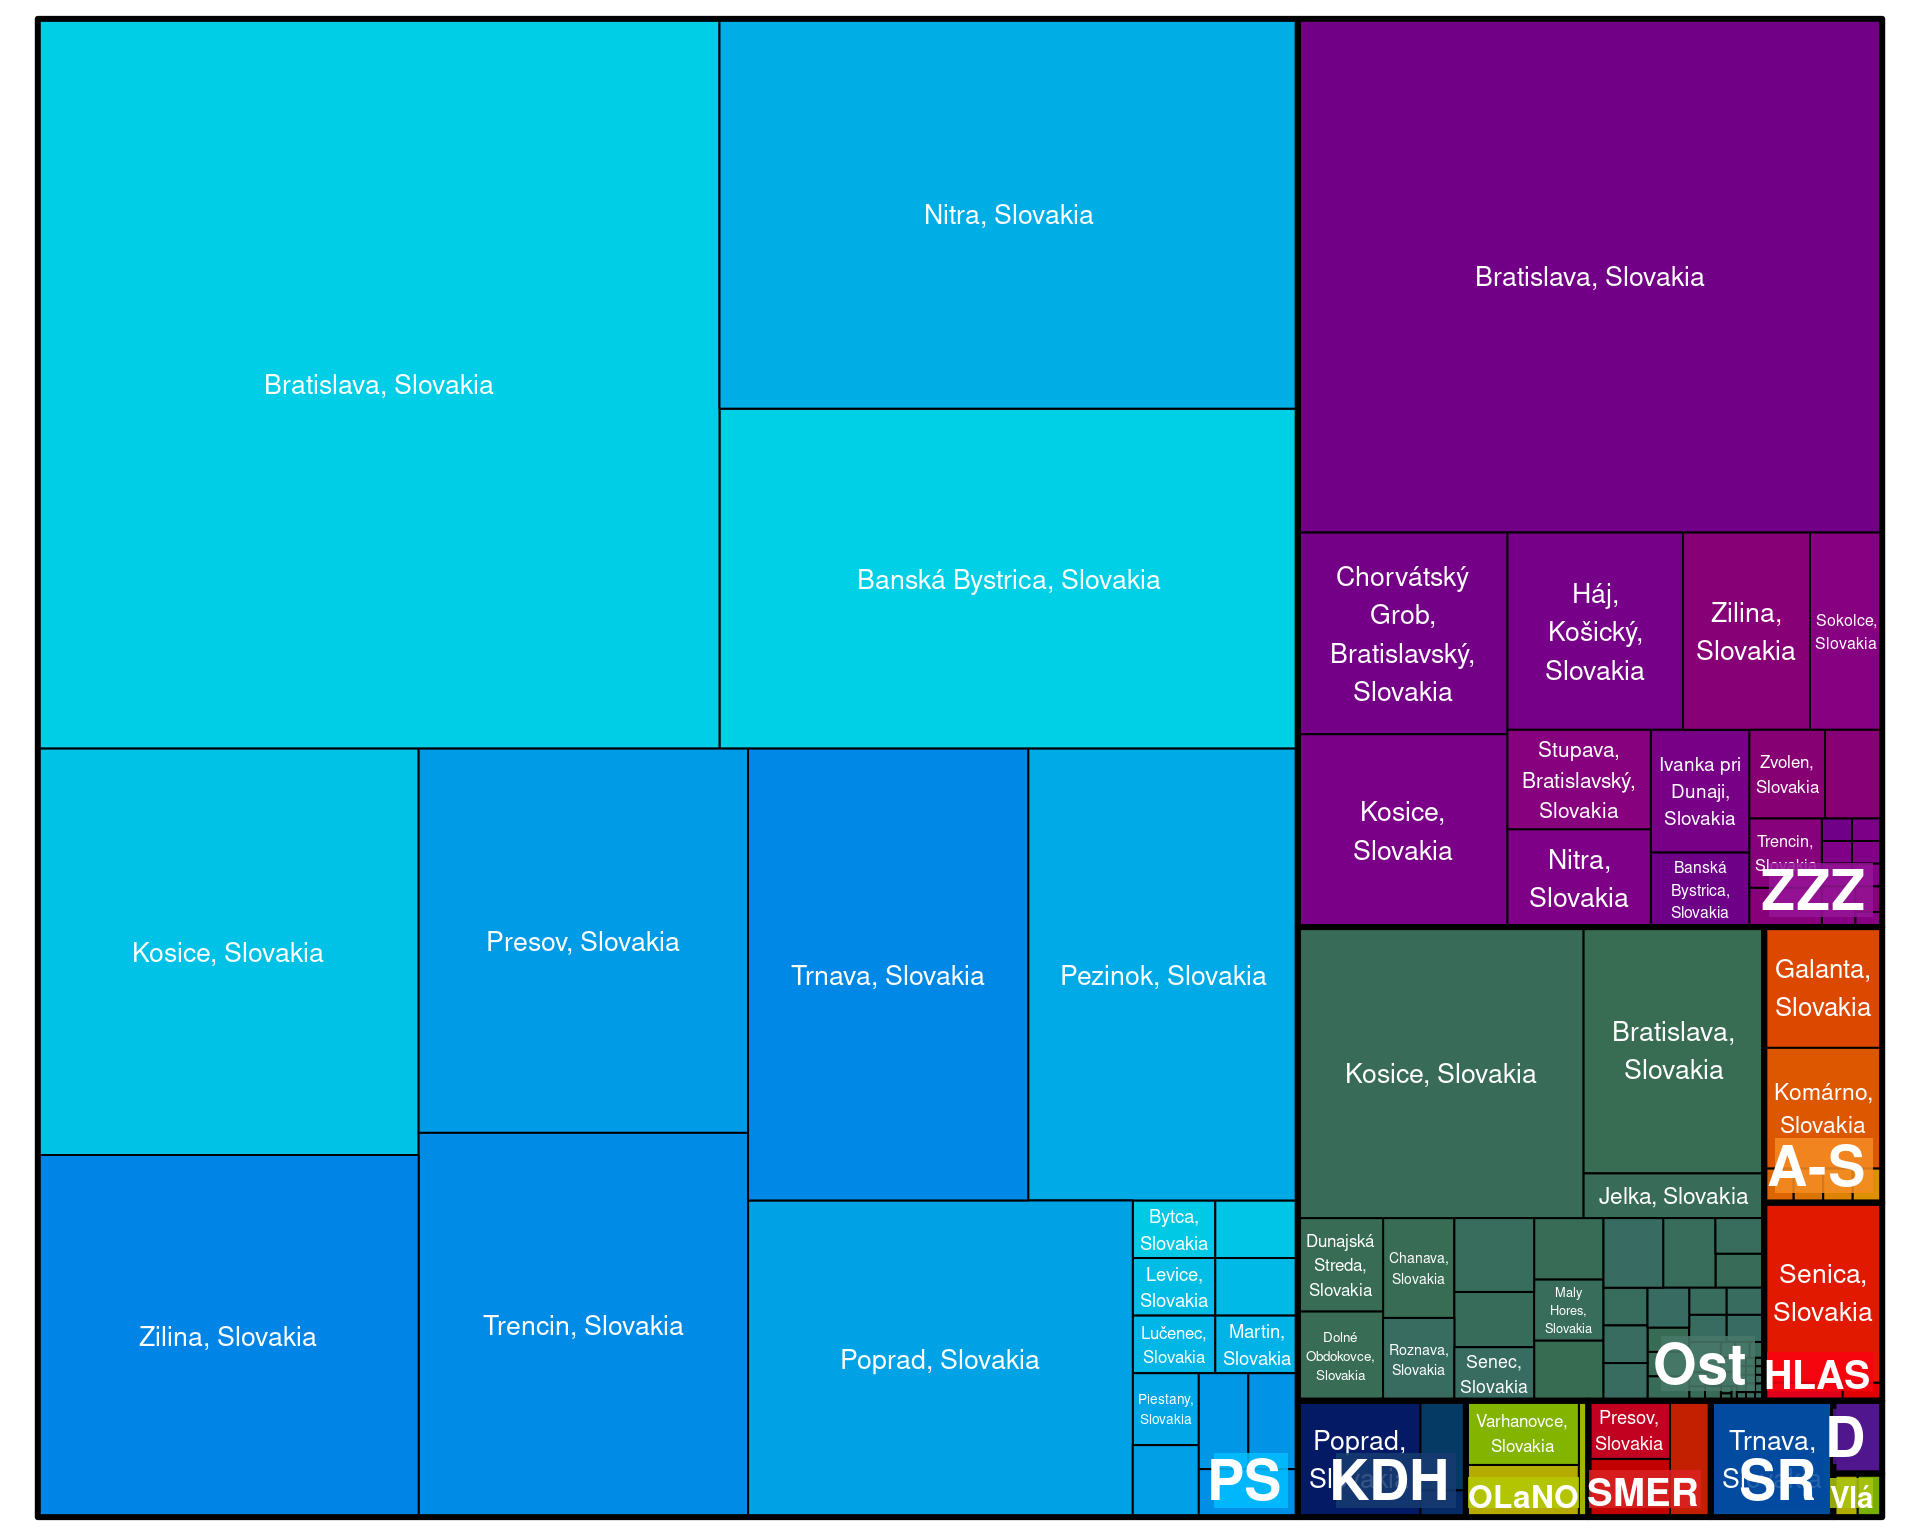 Bratislava, Slovakia
Nitra, Slovakia
Banská Bystrica, Slovakia
Kosice, Slovakia
Presov, Slovakia
Trnava, Slovakia
Pezinok, Slovakia
Zilina, Slovakia
Trencin, Slovakia
Poprad, Slovakia
Bytca,
Slovakia
Levice,
Slovakia
Lučenec,
Slovakia
Martin,
Slovakia
Piestany,
Slovakia
PS
Bratislava, Slovakia
Chorvátský
Grob,
Bratislavský,
Slovakia
Háj,
Košický,
Slovakia
Zilina,
Slovakia
Sokolce,
Slovakia
Kosice,
Slovakia
Stupava,
Bratislavský,
Slovakia
Nitra,
Slovakia
Ivanka pri
Dunaji,
Slovakia
Banská
Bystrica,
Slovakia
Zvolen,
Slovakia
Trencin,
Slovakia
ZZZ
Kosice, Slovakia
Bratislava,
Slovakia
Jelka, Slovakia
Dunajská
Streda,
Slovakia
Dolné
Obdokovce,
Slovakia
Chanava,
Slovakia
Roznava,
Slovakia
Senec,
Slovakia
Maly
Hores,
Slovakia
Ost
Galanta,
Slovakia
Komárno,
Slovakia
A-S
Senica,
Slovakia
HLAS
Poprad,
Slovakia
KDH
Varhanovce,
Slovakia
OLaNO
Presov,
Slovakia
SMER
Trnava,
Slovakia
SR
D
Vlá